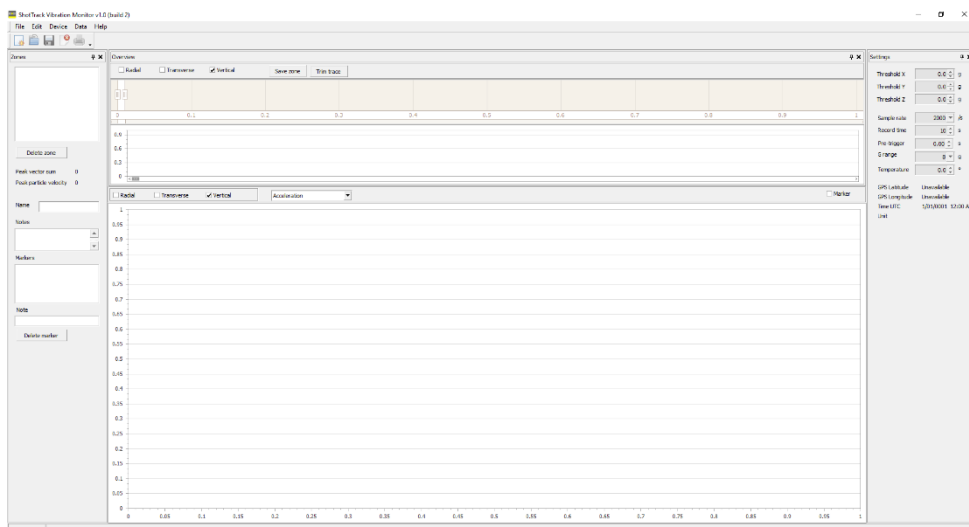 ShotTrack Vibration Monitor v3.0 (build 2)
File Edit Device Data Help
Zones
Delete zone
Peak vector sum 0
Peak particle velocity 0
Name
Notes
Markers
Note
Delete marker
Overview
Radial Transverse Vertical Save zone Trim trace
0 0.1 0.2 0.3 0.4 0.5 0.6 0.7 0.8 0.9 1
0.9
0.6
0.3
0
Radial Transverse Vertical Acceleration Marker
1
0.95
0.9
0.85
0.8
0.75
0.7
0.65
0.6
0.55
0.5
0.45
0.4
0.35
0.3
0.25
0.2
0.15
0.1
0.05
0
0 0.05 0.1 0.15 0.2 0.25 0.3 0.35 0.4 0.45 0.5 0.55 0.6 0.65 0.7 0.75 0.8 0.85 0.9 0.95 1
Settings
Threshold X 0.0 g
Threshold Y 0.0 g
Threshold Z 0.0 g
Sample rate 2000 /s
Record time 10 s
Pre-trigger 0.00 s
G range 8 g
Temperature 0.0 °
GPS Latitude Unavailable
GPS Longitude Unavailable
Time UTC 1/01/0001 12:00 A
Unit